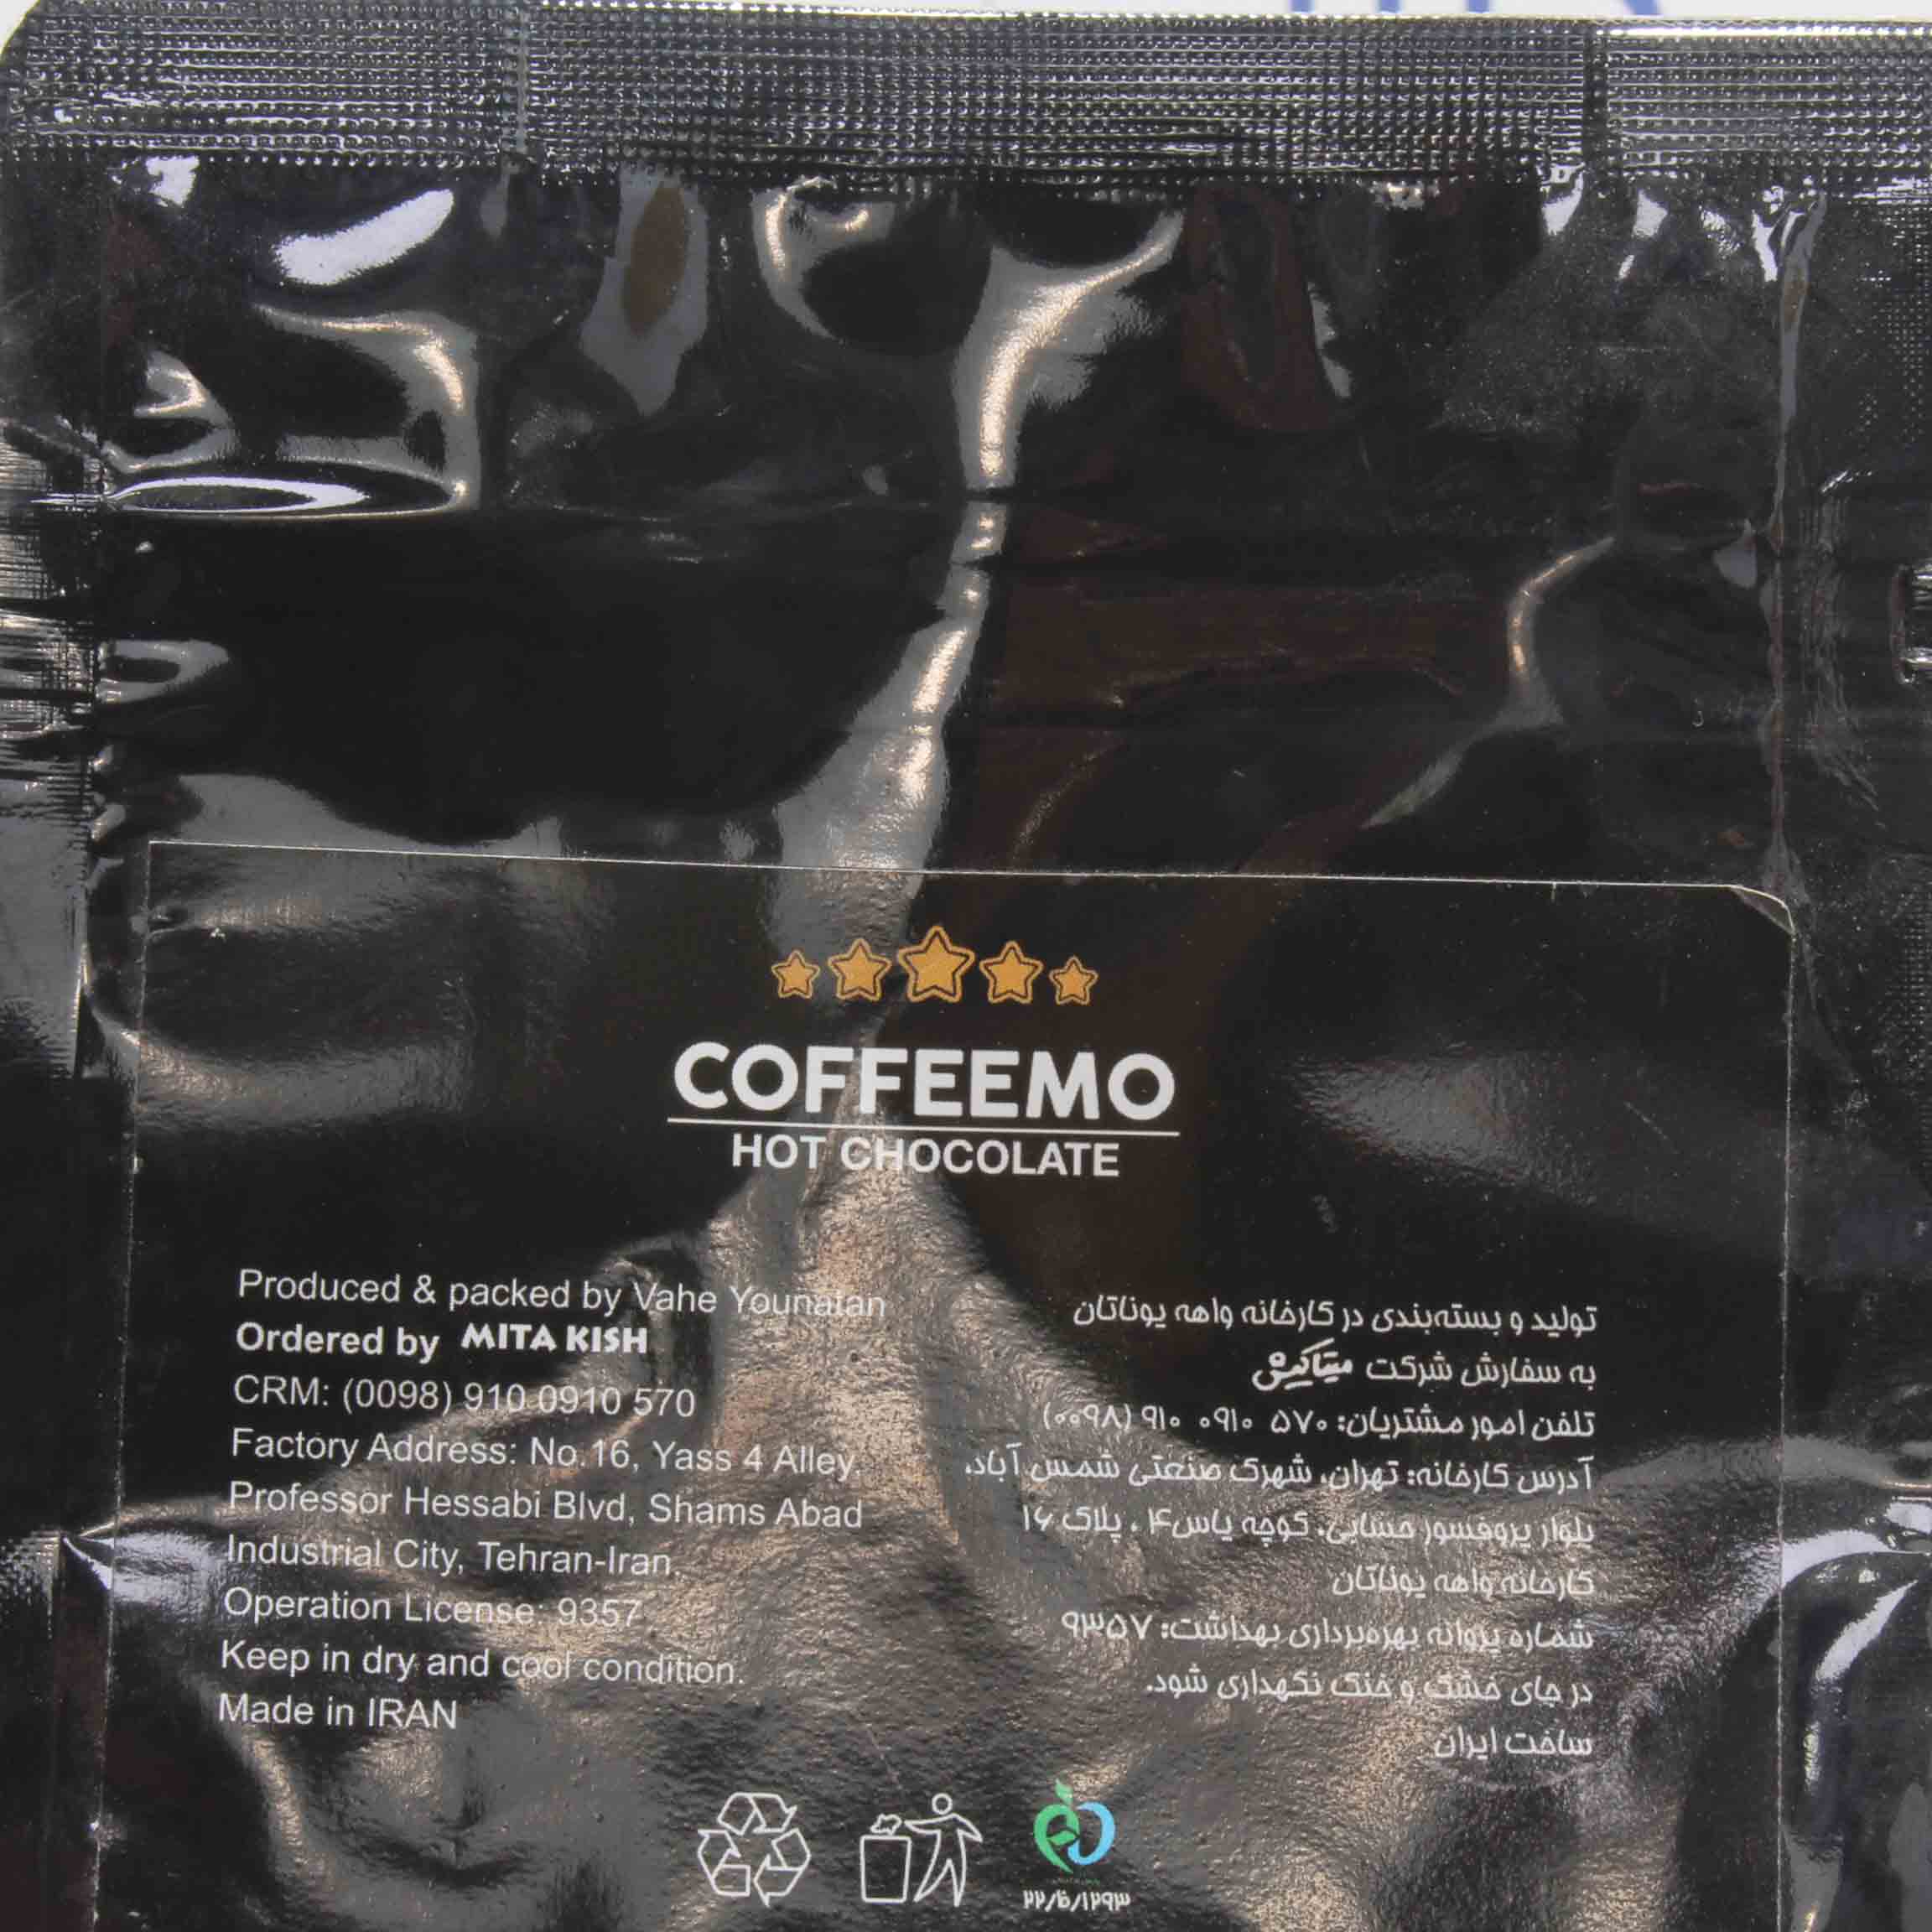 COFFEEMO
HOT CHOCOLATE
Produced & packed by Vahe Younatan
Ordered by MITA KISH
CRM: (0098) 910 0910 570
Factory Address: No.16, Yass 4 Alley,
Professor Hessabi Blvd, Shams Abad
Industrial City, Tehran-Iran.
Operation License: 9357
Keep in dry and cool condition.
Made in IRAN
تولید و بسته‌بندی در کارخانه واهه یوناتان
به سفارش شرکت میتاکیش
تلفن امور مشتریان: ۵۷۰ ۰۹۱۰ ۹۱۰ (۰۰۹۸)
آدرس کارخانه: تهران، شهرک صنعتی شمس آباد،
بلوار پروفسور حسابی، کوچه یاس۴، پلاک ۱۶
کارخانه واهه یوناتان
شماره پروانه بهره‌برداری بهداشت: ۹۳۵۷
در جای خشک و خنک نگهداری شود.
ساخت ایران